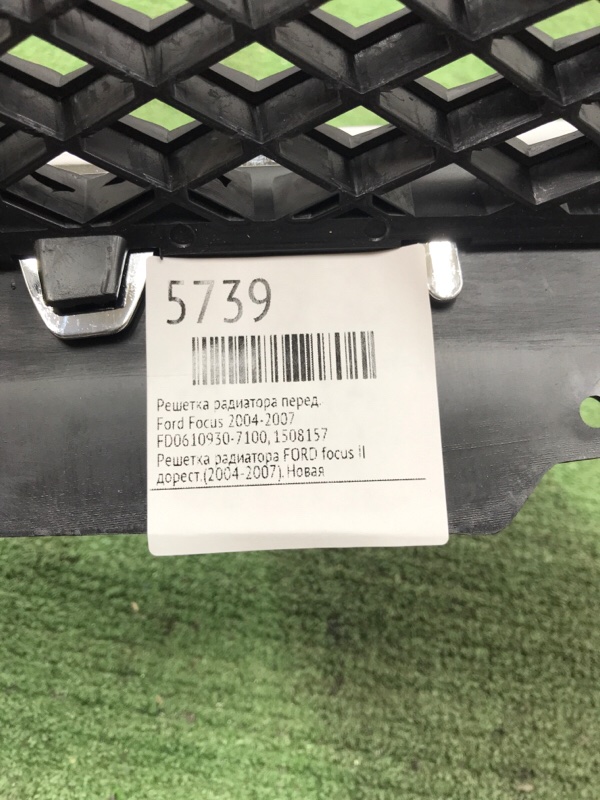 5739
Решетка радиатора перед.
Ford Focus 2004-2007
FD0610930-7100, 1508157
Решетка радиатора FORD focus II
дорест.(2004-2007). Новая